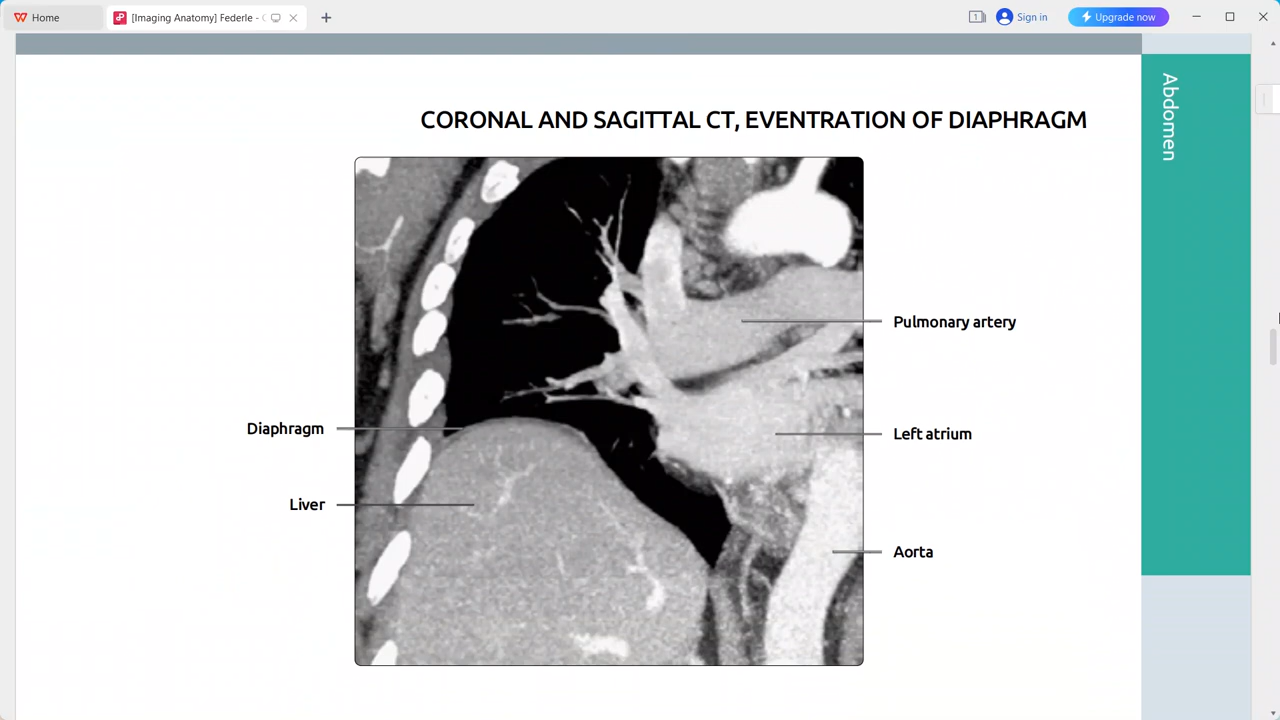 Home
[Imaging Anatomy] Federle -
1
Sign in
Upgrade now
Abdomen
CORONAL AND SAGITTAL CT, EVENTRATION OF DIAPHRAGM
Pulmonary artery
Diaphragm
Left atrium
Liver
Aorta